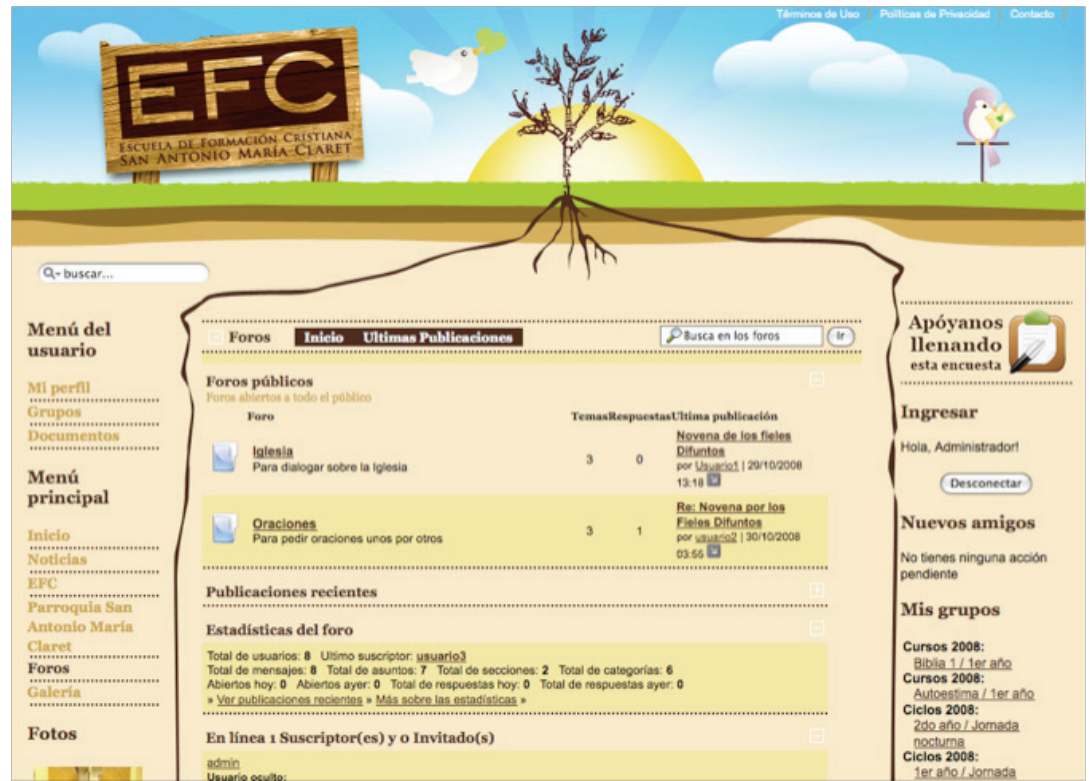 Términos de Uso | Políticas de Privacidad | Contacto |
EFC
ESCUELA DE FORMACIÓN CRISTIANA
SAN ANTONIO MARÍA CLARET
buscar...
Menú del
usuario
Mi perfil
Grupos
Documentos
Menú
principal
Inicio
Noticias
EFC
Parroquia San
Antonio María
Claret
Foros
Galería
Fotos
Foros Inicio Ultimas Publicaciones
Busca en los foros Ir
Foros públicos
Foros abiertos a todo el público
Foro Temas Respuestas Ultima publicación
Iglesia
Para dialogar sobre la Iglesia
3 0
Novena de los fieles
Difuntos
por Usuario1 | 29/10/2008
13:18
Oraciones
Para pedir oraciones unos por otros
3 1
Re: Novena por los
Fieles Difuntos
por usuario2 | 30/10/2008
03:55
Publicaciones recientes
Estadísticas del foro
Total de usuarios: 8 Ultimo suscriptor: usuario3
Total de mensajes: 8 Total de asuntos: 7 Total de secciones: 2 Total de categorías: 6
Abiertos hoy: 0 Abiertos ayer: 0 Total de respuestas hoy: 0 Total de respuestas ayer: 0
» Ver publicaciones recientes » Más sobre las estadísticas »
En línea 1 Suscriptor(es) y 0 Invitado(s)
admin
Usuario oculto:
Apóyanos
llenando
esta encuesta
Ingresar
Hola, Administrador!
Desconectar
Nuevos amigos
No tienes ninguna acción
pendiente
Mis grupos
Cursos 2008:
Biblia 1 / 1er año
Cursos 2008:
Autoestima / 1er año
Ciclos 2008:
2do año / Jornada
nocturna
Ciclos 2008:
1er año / Jornada